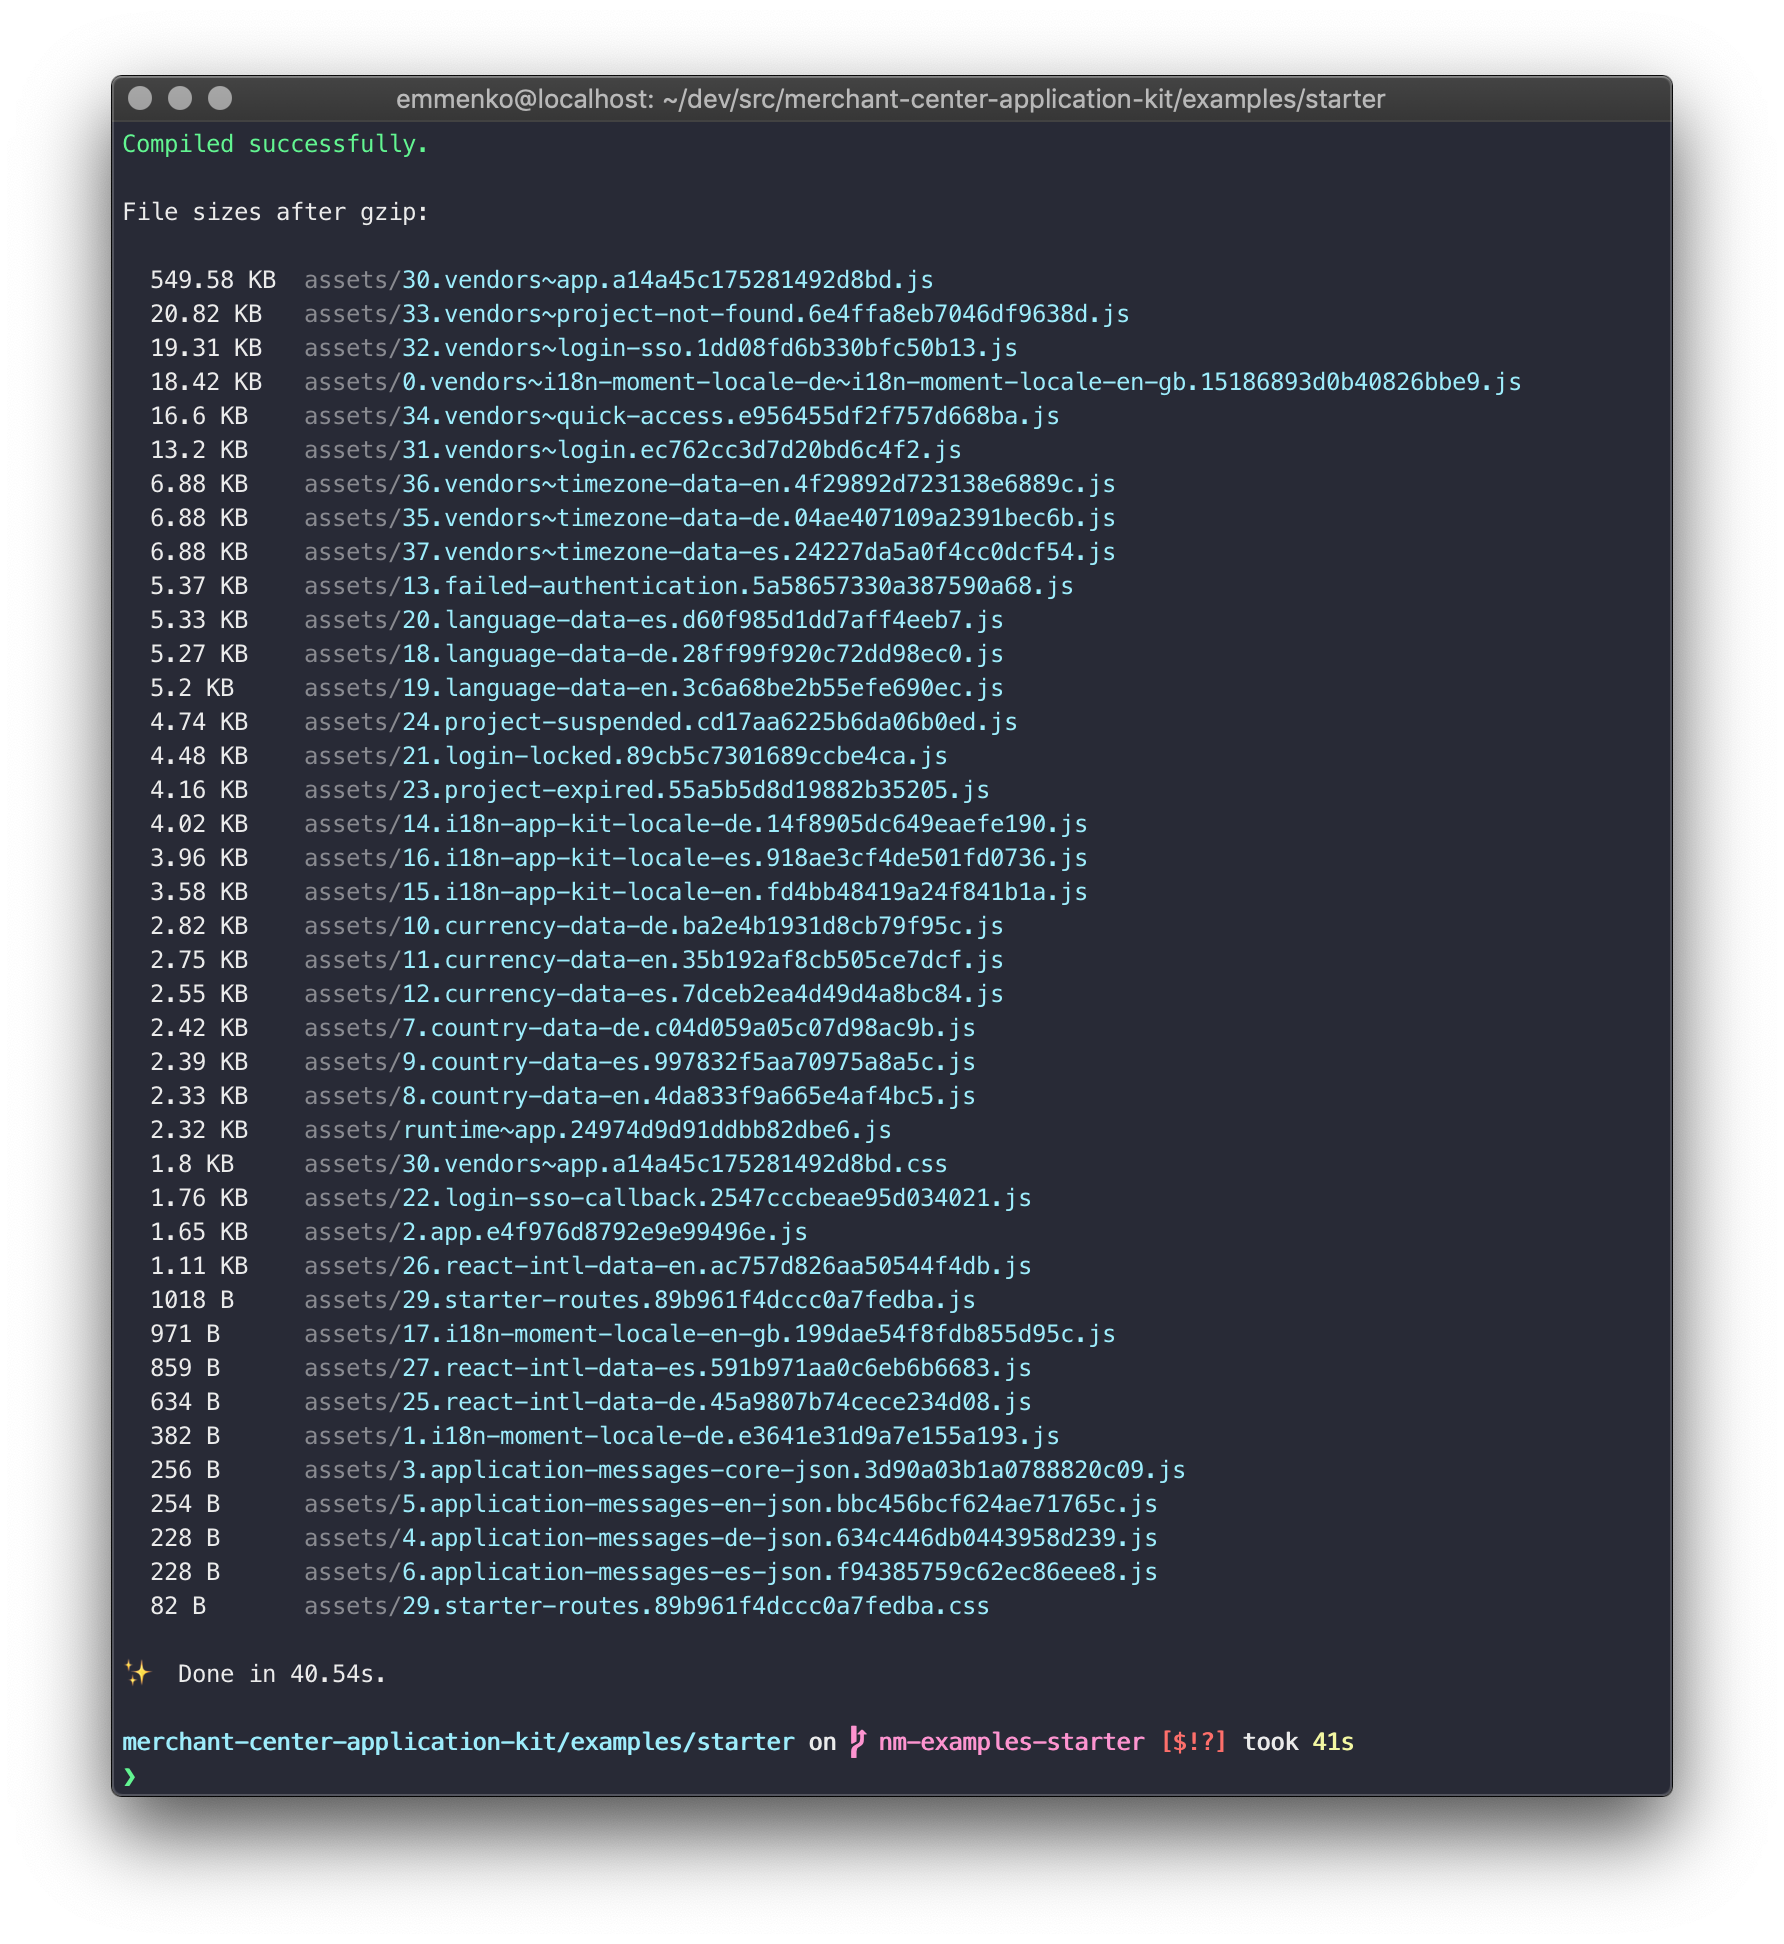 emmenko@localhost: ~/dev/src/merchant-center-application-kit/examples/starter
Compiled successfully.
File sizes after gzip:
549.58 KB  assets/30.vendors~app.a14a45c175281492d8bd.js
20.82 KB   assets/33.vendors~project-not-found.6e4ffa8eb7046df9638d.js
19.31 KB   assets/32.vendors~login-sso.1dd08fd6b330bfc50b13.js
18.42 KB   assets/0.vendors~i18n-moment-locale-de~i18n-moment-locale-en-gb.15186893d0b40826bbe9.js
16.6 KB    assets/34.vendors~quick-access.e956455df2f757d668ba.js
13.2 KB    assets/31.vendors~login.ec762cc3d7d20bd6c4f2.js
6.88 KB    assets/36.vendors~timezone-data-en.4f29892d723138e6889c.js
6.88 KB    assets/35.vendors~timezone-data-de.04ae407109a2391bec6b.js
6.88 KB    assets/37.vendors~timezone-data-es.24227da5a0f4cc0dcf54.js
5.37 KB    assets/13.failed-authentication.5a58657330a387590a68.js
5.33 KB    assets/20.language-data-es.d60f985d1dd7aff4eeb7.js
5.27 KB    assets/18.language-data-de.28ff99f920c72dd98ec0.js
5.2 KB     assets/19.language-data-en.3c6a68be2b55efe690ec.js
4.74 KB    assets/24.project-suspended.cd17aa6225b6da06b0ed.js
4.48 KB    assets/21.login-locked.89cb5c7301689ccbe4ca.js
4.16 KB    assets/23.project-expired.55a5b5d8d19882b35205.js
4.02 KB    assets/14.i18n-app-kit-locale-de.14f8905dc649eaefe190.js
3.96 KB    assets/16.i18n-app-kit-locale-es.918ae3cf4de501fd0736.js
3.58 KB    assets/15.i18n-app-kit-locale-en.fd4bb48419a24f841b1a.js
2.82 KB    assets/10.currency-data-de.ba2e4b1931d8cb79f95c.js
2.75 KB    assets/11.currency-data-en.35b192af8cb505ce7dcf.js
2.55 KB    assets/12.currency-data-es.7dceb2ea4d49d4a8bc84.js
2.42 KB    assets/7.country-data-de.c04d059a05c07d98ac9b.js
2.39 KB    assets/9.country-data-es.997832f5aa70975a8a5c.js
2.33 KB    assets/8.country-data-en.4da833f9a665e4af4bc5.js
2.32 KB    assets/runtime~app.24974d9d91ddbb82dbe6.js
1.8 KB     assets/30.vendors~app.a14a45c175281492d8bd.css
1.76 KB    assets/22.login-sso-callback.2547cccbeae95d034021.js
1.65 KB    assets/2.app.e4f976d8792e9e99496e.js
1.11 KB    assets/26.react-intl-data-en.ac757d826aa50544f4db.js
1018 B     assets/29.starter-routes.89b961f4dccc0a7fedba.js
971 B      assets/17.i18n-moment-locale-en-gb.199dae54f8fdb855d95c.js
859 B      assets/27.react-intl-data-es.591b971aa0c6eb6b6683.js
634 B      assets/25.react-intl-data-de.45a9807b74cece234d08.js
382 B      assets/1.i18n-moment-locale-de.e3641e31d9a7e155a193.js
256 B      assets/3.application-messages-core-json.3d90a03b1a0788820c09.js
254 B      assets/5.application-messages-en-json.bbc456bcf624ae71765c.js
228 B      assets/4.application-messages-de-json.634c446db0443958d239.js
228 B      assets/6.application-messages-es-json.f94385759c62ec86eee8.js
82 B       assets/29.starter-routes.89b961f4dccc0a7fedba.css
✨  Done in 40.54s.
merchant-center-application-kit/examples/starter on  nm-examples-starter [$!?] took 41s
❯